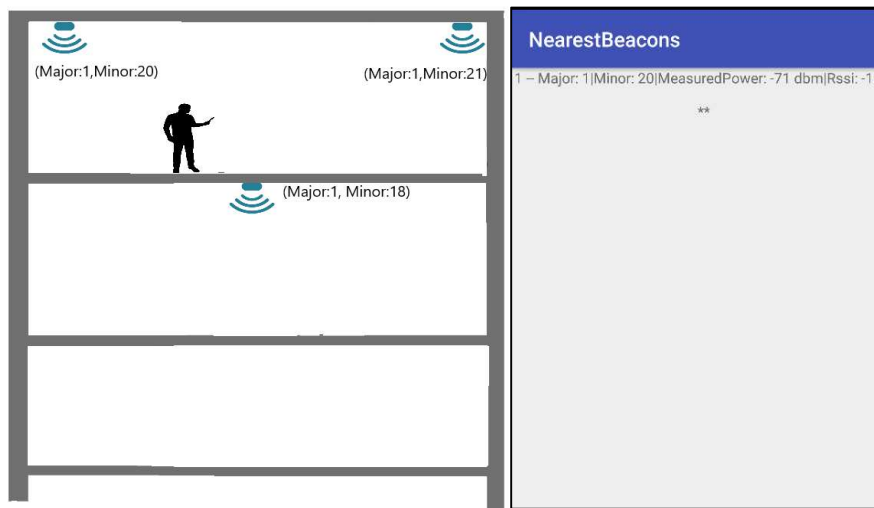 (Major:1,Minor:20)
(Major:1,Minor:21)
(Major:1, Minor:18)
NearestBeacons
1 – Major: 1|Minor: 20|MeasuredPower: -71 dbm|Rssi: -1
**